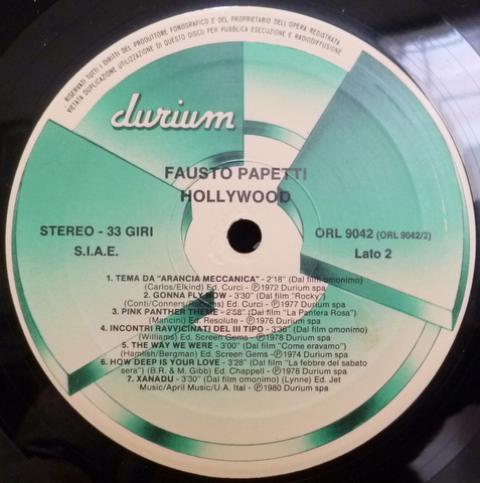 RISERVATI TUTTI I DIRITTI DEL PRODUTTORE FONOGRAFICO E DEL PROPRIETARIO DELL'OPERA REGISTRATA
VIETATA DUPLICAZIONE UTILIZZAZIONE DI QUESTO DISCO PER PUBBLICA ESECUZIONE E RADIODIFFUSIONE
durium
FAUSTO PAPETTI
HOLLYWOOD
STEREO - 33 GIRI
S.I.A.E.
ORL 9042 (ORL 9042/2)
Lato 2
1. TEMA DA "ARANCIA MECCANICA" - 2'18" (Dal film omonimo)
(Carlos/Elkind) Ed. Curci - ℗1972 Durium spa
2. GONNA FLY NOW - 3'30" (Dal film "Rocky")
(Conti/Connors/Robbins) Ed. Curci - ℗1977 Durium spa
3. PINK PANTHER THEME - 2'58" (Dal film "La Pantera Rosa")
(Mancini) Ed. Resolute - ℗1976 Durium spa
4. INCONTRI RAVVICINATI DEL III TIPO - 3'36" (Dal film omonimo)
(Williams) Ed. Screen Gems - ℗1978 Durium spa
5. THE WAY WE WERE - 3'00" (Dal film "Come eravamo")
(Hamlish/Bergman) Ed. Screen Gems - ℗1974 Durium spa
6. HOW DEEP IS YOUR LOVE - 3'28" (Dal film "La febbre del sabato
sera") (B.R. & M. Gibb) Ed. Chappell - ℗1978 Durium spa
7. XANADU - 3'30" (Dal film omonimo) (Lynne) Ed. Jet
Music/April Music/U.A. Ital - ℗1980 Durium spa